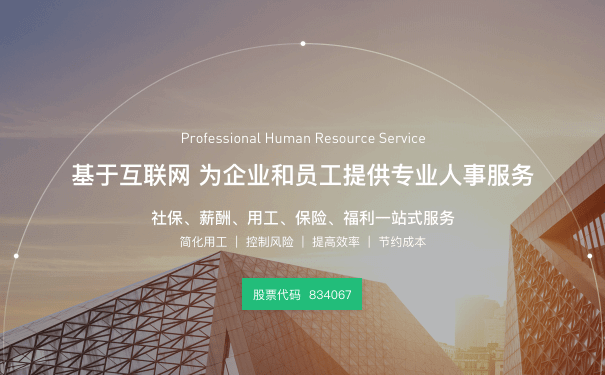 Professional Human Resource Service
基于互联网 为企业和员工提供专业人事服务
社保、薪酬、用工、保险、福利一站式服务
简化用工 | 控制风险 | 提高效率 | 节约成本
股票代码 834067